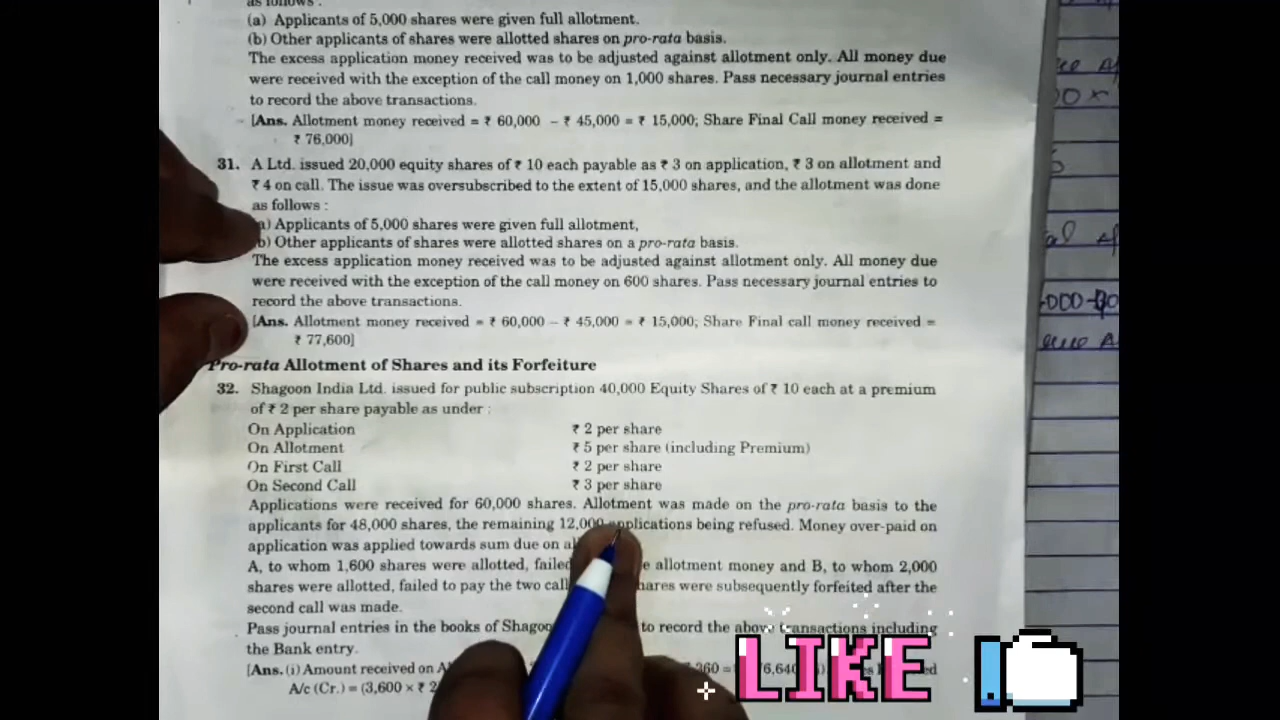 as follows :
(a) Applicants of 5,000 shares were given full allotment.
(b) Other applicants of shares were allotted shares on pro-rata basis.
The excess application money received was to be adjusted against allotment only. All money due
were received with the exception of the call money on 1,000 shares. Pass necessary journal entries
to record the above transactions.
[Ans. Allotment money received = ₹ 60,000 – ₹ 45,000 = ₹ 15,000; Share Final Call money received =
₹ 76,000]
31. A Ltd. issued 20,000 equity shares of ₹ 10 each payable as ₹ 3 on application, ₹ 3 on allotment and
₹ 4 on call. The issue was oversubscribed to the extent of 15,000 shares, and the allotment was done
as follows :
a) Applicants of 5,000 shares were given full allotment,
b) Other applicants of shares were allotted shares on a pro-rata basis.
The excess application money received was to be adjusted against allotment only. All money due
were received with the exception of the call money on 600 shares. Pass necessary journal entries to
record the above transactions.
[Ans. Allotment money received = ₹ 60,000 – ₹ 45,000 = ₹ 15,000; Share Final call money received =
₹ 77,600]
Pro-rata Allotment of Shares and its Forfeiture
32. Shagoon India Ltd. issued for public subscription 40,000 Equity Shares of ₹ 10 each at a premium
of ₹ 2 per share payable as under :
On Application ₹ 2 per share
On Allotment ₹ 5 per share (including Premium)
On First Call ₹ 2 per share
On Second Call ₹ 3 per share
Applications were received for 60,000 shares. Allotment was made on the pro-rata basis to the
applicants for 48,000 shares, the remaining 12,000 applications being refused. Money over-paid on
application was applied towards sum due on
A, to whom 1,600 shares were allotted, failed allotment money and B, to whom 2,000
shares were allotted, failed to pay the two were subsequently forfeited after the
second call was made.
Pass journal entries in the books of to record the above transactions including
the Bank entry.
[Ans. (i) Amount received on
A/c (Cr.) = (3,600 × ₹
LIKE